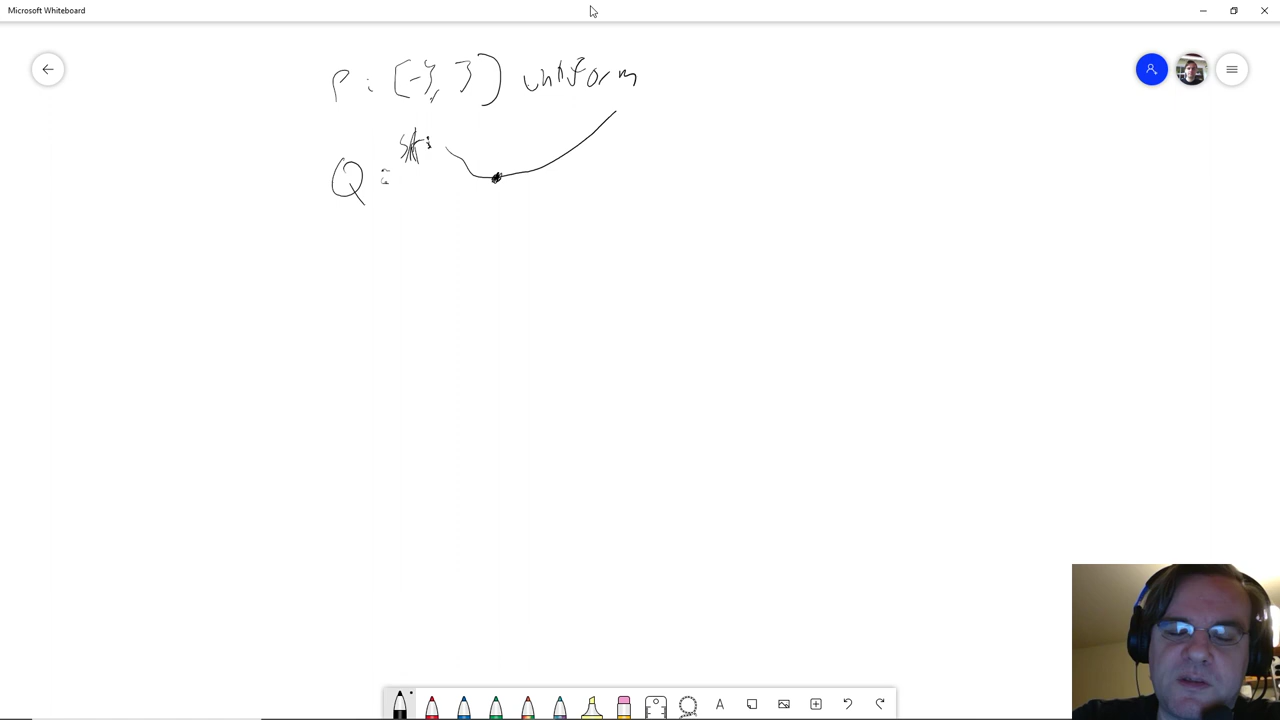 Microsoft Whiteboard
P : [-3, 3] uniform
Q :
A